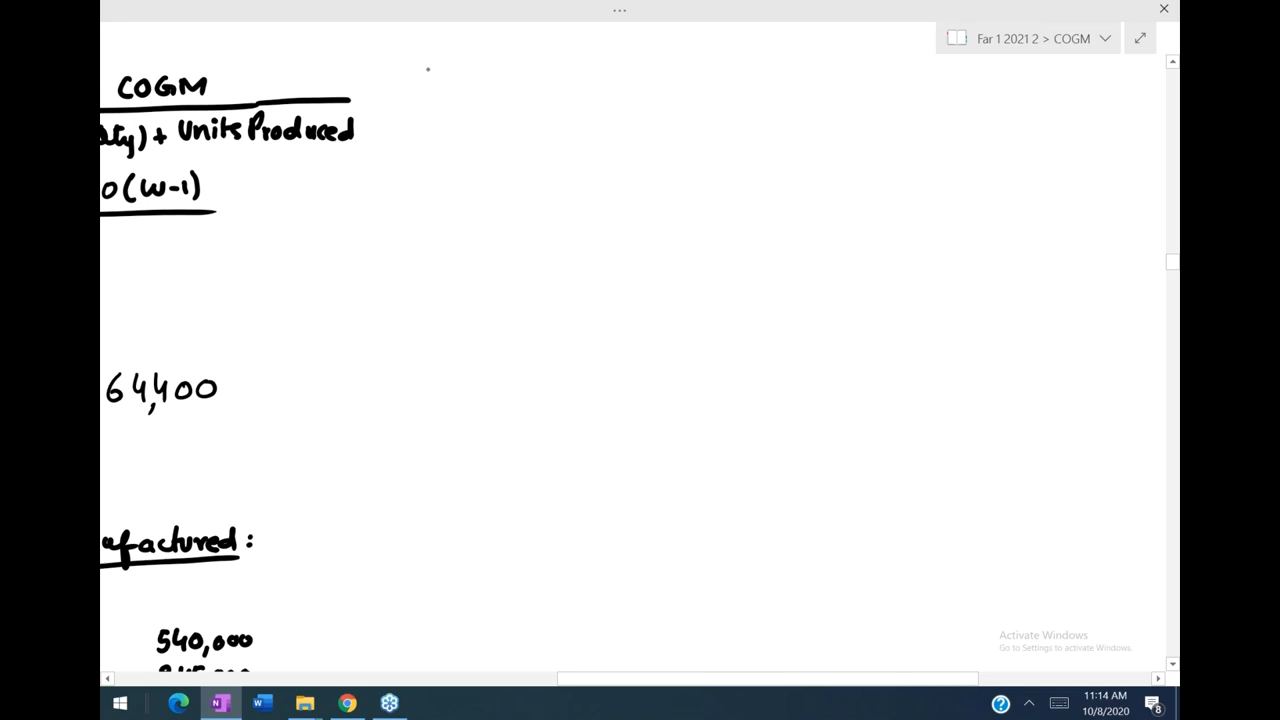 Far 1 2021 2 > COGM
COGM
+ Units Produced
(W-1)
64,400
afactured:
540,000
Activate Windows
Go to Settings to activate Windows.
11:14 AM
10/8/2020
8